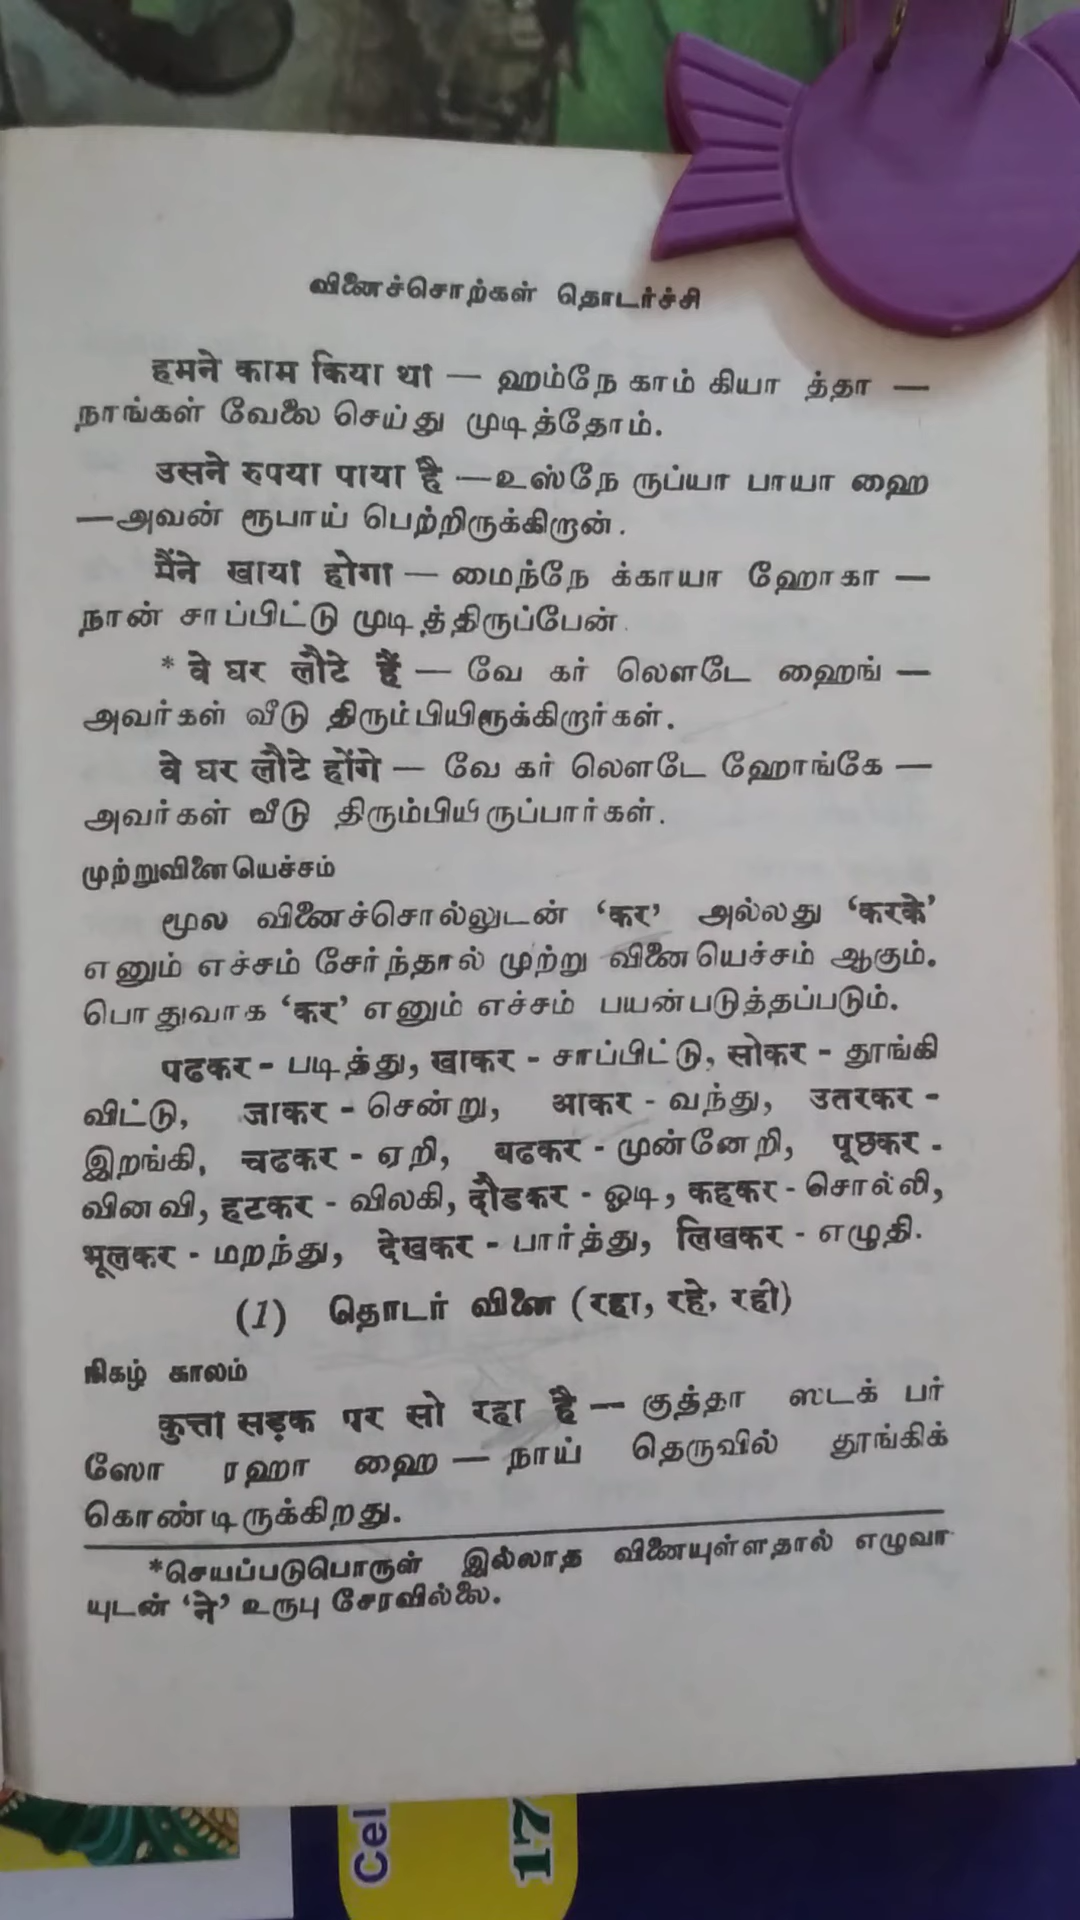 வினைச்சொற்கள் தொடர்ச்சி
हमने काम किया था — ஹம்நே காம் கியா த்தா —
நாங்கள் வேலை செய்து முடித்தோம்.
उसने रुपया पाया है — உஸ்நே ருப்யா பாயா ஹை
—அவன் ரூபாய் பெற்றிருக்கிறான்.
मैंने खाया होगा — மைந்நே க்காயா ஹோகா —
நான் சாப்பிட்டு முடித்திருப்பேன்.
* वे घर लौटे हैं — வே கர் லௌடே ஹைங் —
அவர்கள் வீடு திரும்பியிருக்கிறார்கள்.
वे घर लौटे होंगे — வே கர் லௌடே ஹோங்கே —
அவர்கள் வீடு திரும்பியிருப்பார்கள்.
முற்றுவினையெச்சம்
மூல வினைச்சொல்லுடன் ‘कर’ அல்லது ‘करके’
எனும் எச்சம் சேர்ந்தால் முற்று வினையெச்சம் ஆகும்.
பொதுவாக ‘कर’ எனும் எச்சம் பயன்படுத்தப்படும்.
पढकर - படித்து, खाकर - சாப்பிட்டு, सोकर - தூங்கி
விட்டு, जाकर - சென்று, आकर - வந்து, उतरकर -
இறங்கி, चढकर - ஏறி, बढकर - முன்னேறி, पूछकर -
வினவி, हटकर - விலகி, दौडकर - ஓடி, कहकर - சொல்லி,
भूलकर - மறந்து, देखकर - பார்த்து, लिखकर - எழுதி.
(1) தொடர் வினை (रहा, रहे, रही)
நிகழ் காலம்
कुत्ता सड़क पर सो रहा है — குத்தா ஸடக் பர்
ஸோ ரஹா ஹை — நாய் தெருவில் தூங்கிக்
கொண்டிருக்கிறது.
*செயப்படுபொருள் இல்லாத வினையுள்ளதால் எழுவா
யுடன் ‘ने’ உருபு சேரவில்லை.
Cel
17